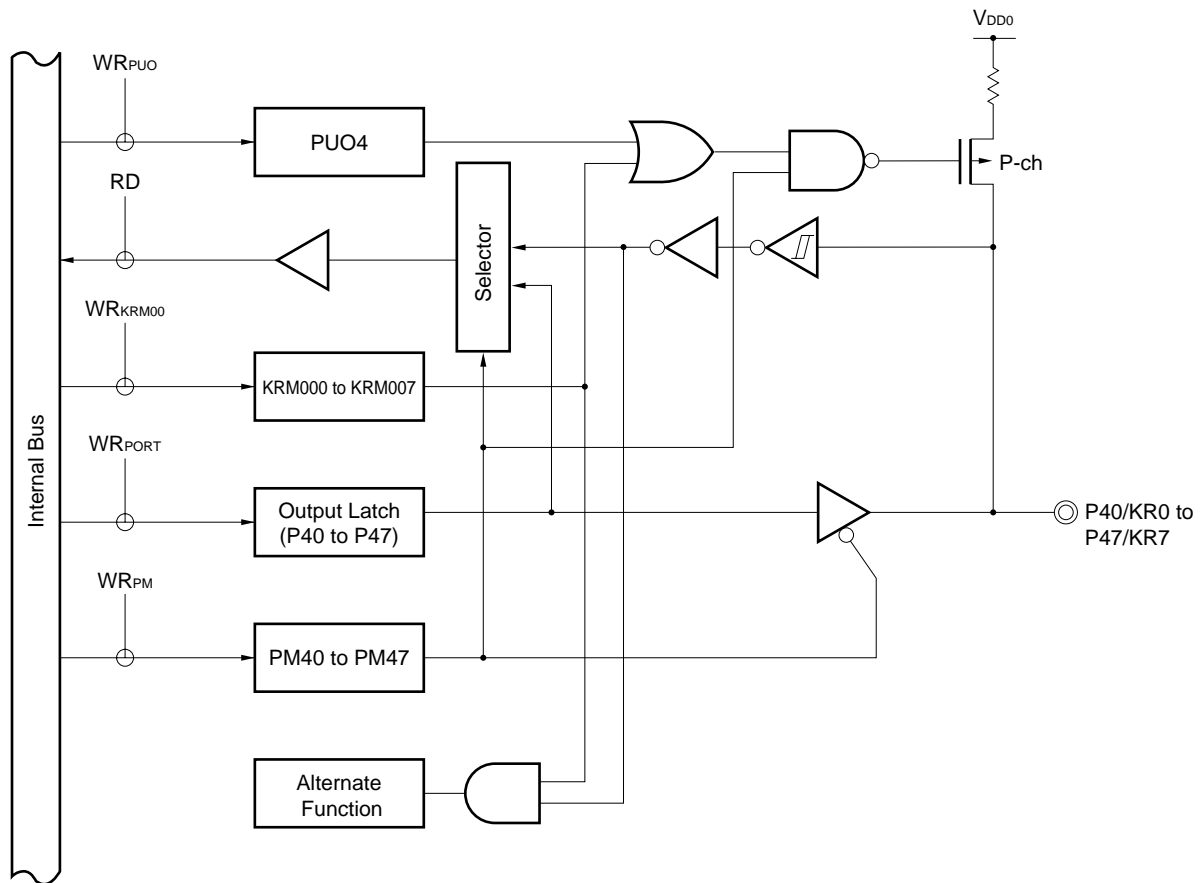 VDD0
WRPUO
PUO4
P-ch
RD
Selector
WRKRM00
KRM000 to KRM007
Internal Bus
WRPORT
Output Latch
(P40 to P47)
P40/KR0 to
P47/KR7
WRPM
PM40 to PM47
Alternate
Function